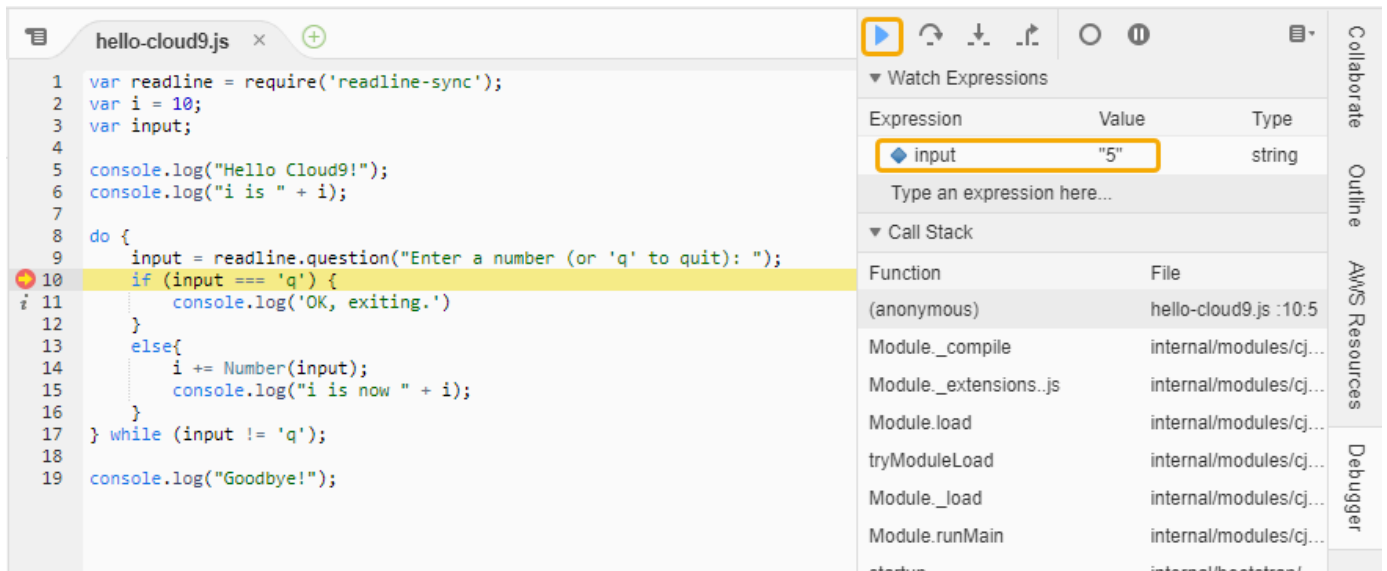 hello-cloud9.js ×
1 var readline = require('readline-sync');
2 var i = 10;
3 var input;
4
5 console.log("Hello Cloud9!");
6 console.log("i is " + i);
7
8 do {
9     input = readline.question("Enter a number (or 'q' to quit): ");
10     if (input === 'q') {
i 11         console.log('OK, exiting.')
12     }
13     else{
14         i += Number(input);
15         console.log("i is now " + i);
16     }
17 } while (input != 'q');
18
19 console.log("Goodbye!");
Watch Expressions
Expression Value Type
input "5" string
Type an expression here...
Call Stack
Function File
(anonymous) hello-cloud9.js :10:5
Module._compile internal/modules/cj...
Module._extensions..js internal/modules/cj...
Module.load internal/modules/cj...
tryModuleLoad internal/modules/cj...
Module._load internal/modules/cj...
Module.runMain internal/modules/cj...
Collaborate
Outline
AWS Resources
Debugger